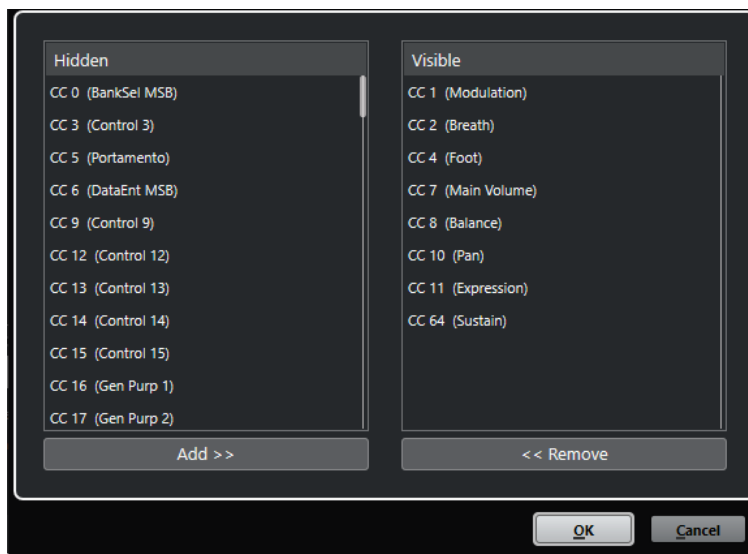 Hidden
CC 0 (BankSel MSB)
CC 3 (Control 3)
CC 5 (Portamento)
CC 6 (DataEnt MSB)
CC 9 (Control 9)
CC 12 (Control 12)
CC 13 (Control 13)
CC 14 (Control 14)
CC 15 (Control 15)
CC 16 (Gen Purp 1)
CC 17 (Gen Purp 2)
Add >>
Visible
CC 1 (Modulation)
CC 2 (Breath)
CC 4 (Foot)
CC 7 (Main Volume)
CC 8 (Balance)
CC 10 (Pan)
CC 11 (Expression)
CC 64 (Sustain)
<< Remove
OK
Cancel